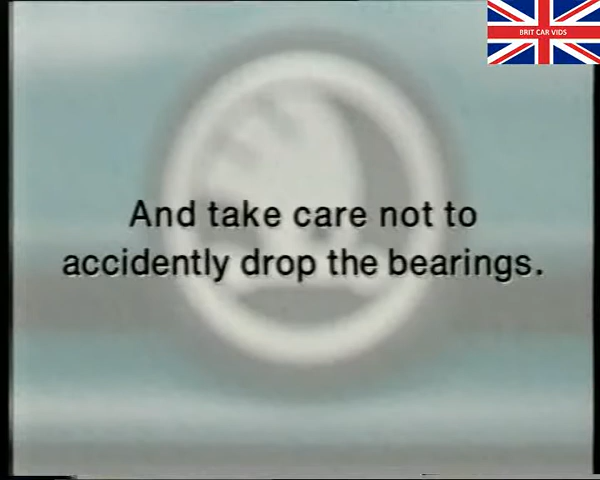 BRIT CAR VIDS
And take care not to
accidently drop the bearings.